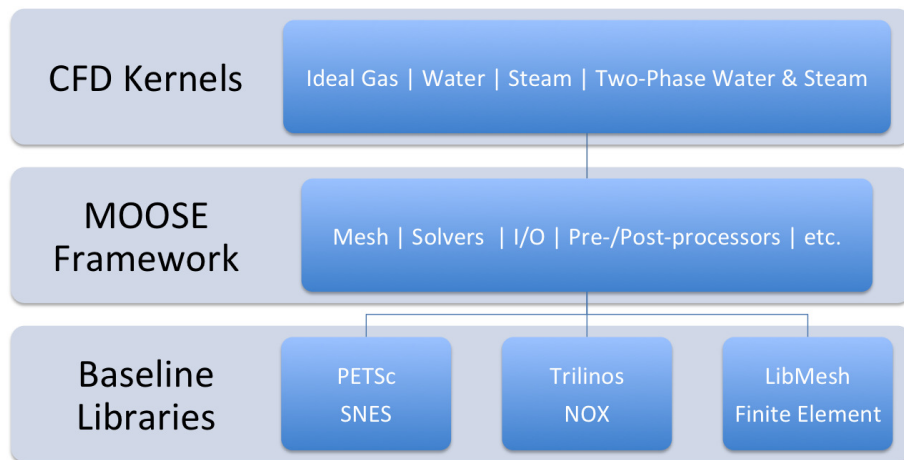 CFD Kernels
Ideal Gas | Water | Steam | Two-Phase Water & Steam
MOOSE
Framework
Mesh | Solvers | I/O | Pre-/Post-processors | etc.
Baseline
Libraries
PETSc
SNES
Trilinos
NOX
LibMesh
Finite Element